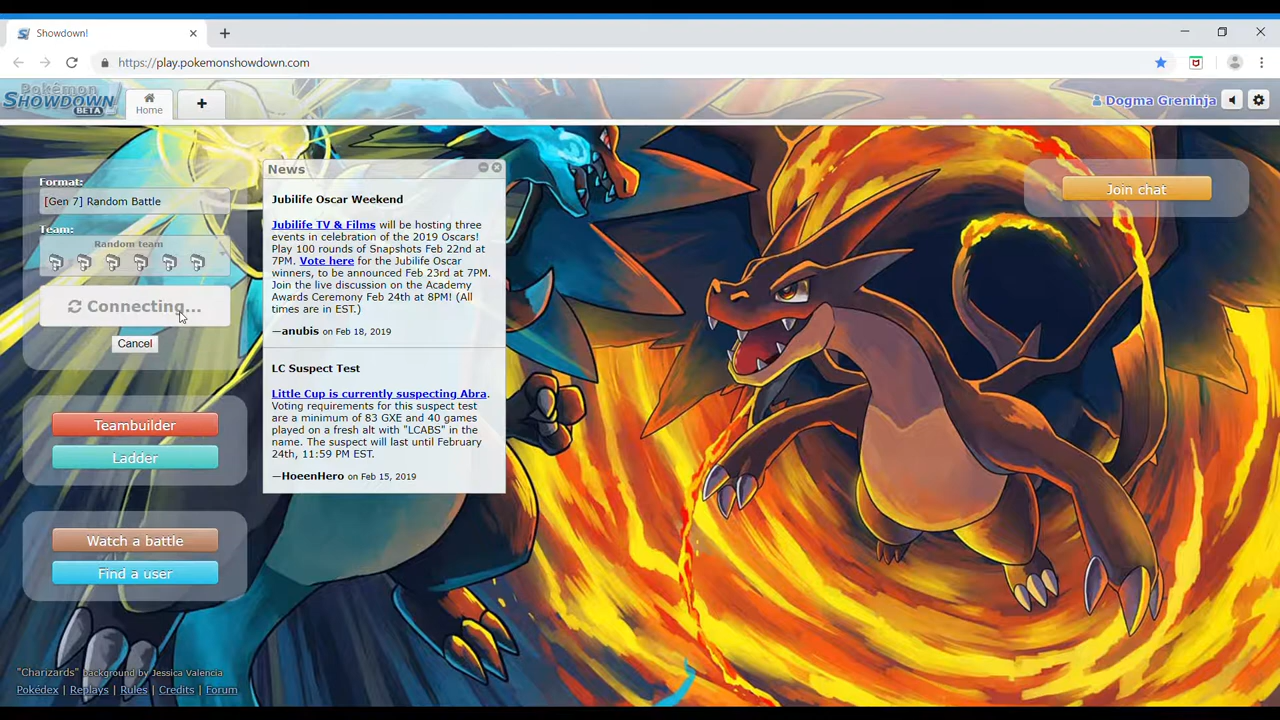 Showdown!
https://play.pokemonshowdown.com
Pokémon
SHOWDOWN
BETA
Home
Dogma Greninja
Format:
[Gen 7] Random Battle
Team:
Random team
Connecting...
Cancel
Teambuilder
Ladder
Watch a battle
Find a user
News
Jubilife Oscar Weekend
Jubilife TV & Films will be hosting three
events in celebration of the 2019 Oscars!
Play 100 rounds of Snapshots Feb 22nd at
7PM. Vote here for the Jubilife Oscar
winners, to be announced Feb 23rd at 7PM.
Join the live discussion on the Academy
Awards Ceremony Feb 24th at 8PM! (All
times are in EST.)
—anubis on Feb 18, 2019
LC Suspect Test
Little Cup is currently suspecting Abra.
Voting requirements for this suspect test
are a minimum of 83 GXE and 40 games
played on a fresh alt with "LCABS" in the
name. The suspect will last until February
24th, 11:59 PM EST.
—HoeenHero on Feb 15, 2019
Join chat
"Charizards" background by Jessica Valencia
Pokédex | Replays | Rules | Credits | Forum